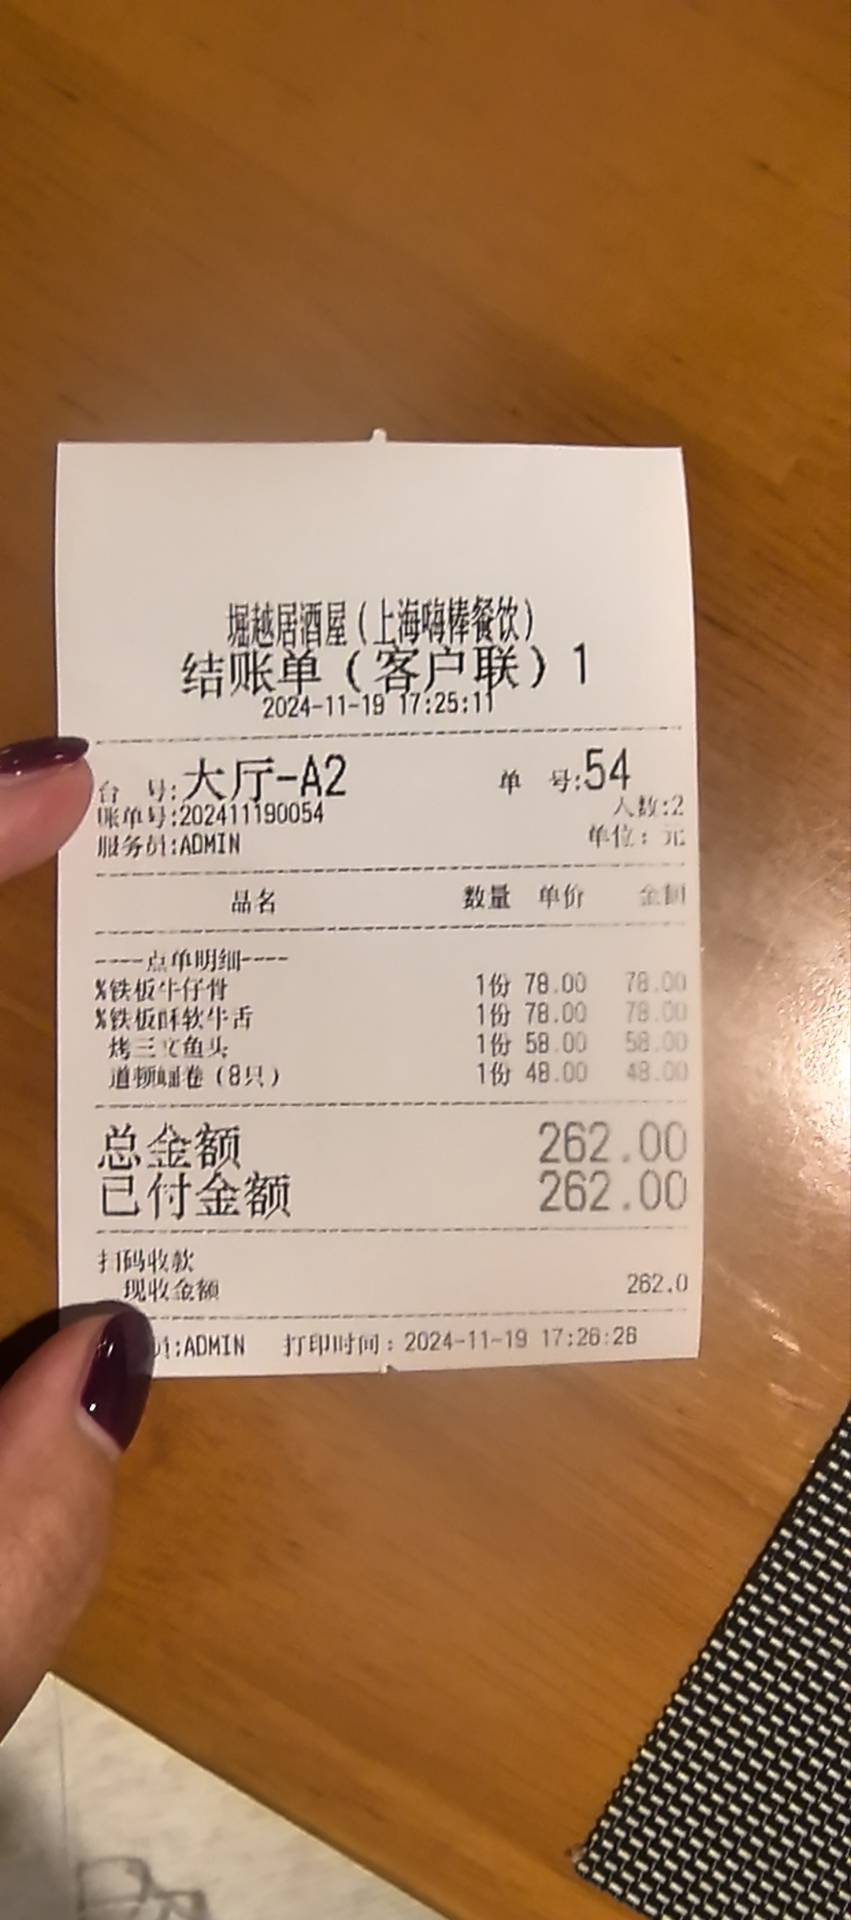 堀越居酒屋(上海嗨棒餐饮)
结账单(客户联)1
2024-11-19 17:25:11
台 号:大厅-A2 单 号:54
账单号:202411190054 人数:2
服务员:ADMIN 单位:元
品名 数量 单价 金额
----点单明细----
%铁板牛仔骨 1份 78.00 78.00
%铁板酥软牛舌 1份 78.00 78.00
烤三文鱼头 1份 58.00 58.00
道顿崛卷(8只) 1份 48.00 48.00
总金额 262.00
已付金额 262.00
扫码收款
现收金额 262.0
员:ADMIN 打印时间:2024-11-19 17:26:26